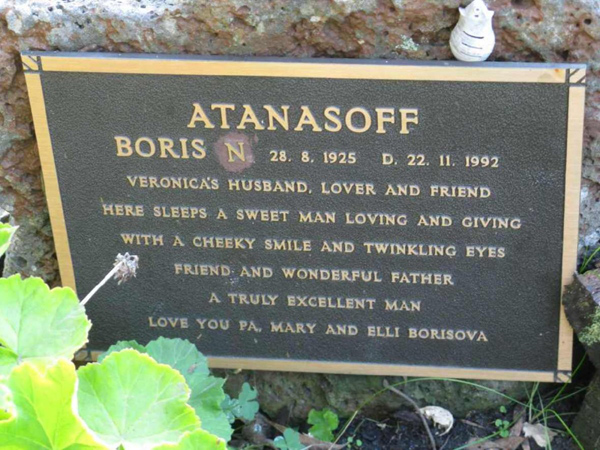 ATANASOFF
BORIS N 28. 8. 1925 D. 22. 11. 1992
VERONICA'S HUSBAND, LOVER AND FRIEND
HERE SLEEPS A SWEET MAN LOVING AND GIVING
WITH A CHEEKY SMILE AND TWINKLING EYES
FRIEND AND WONDERFUL FATHER
A TRULY EXCELLENT MAN
LOVE YOU PA, MARY AND ELLI BORISOVA